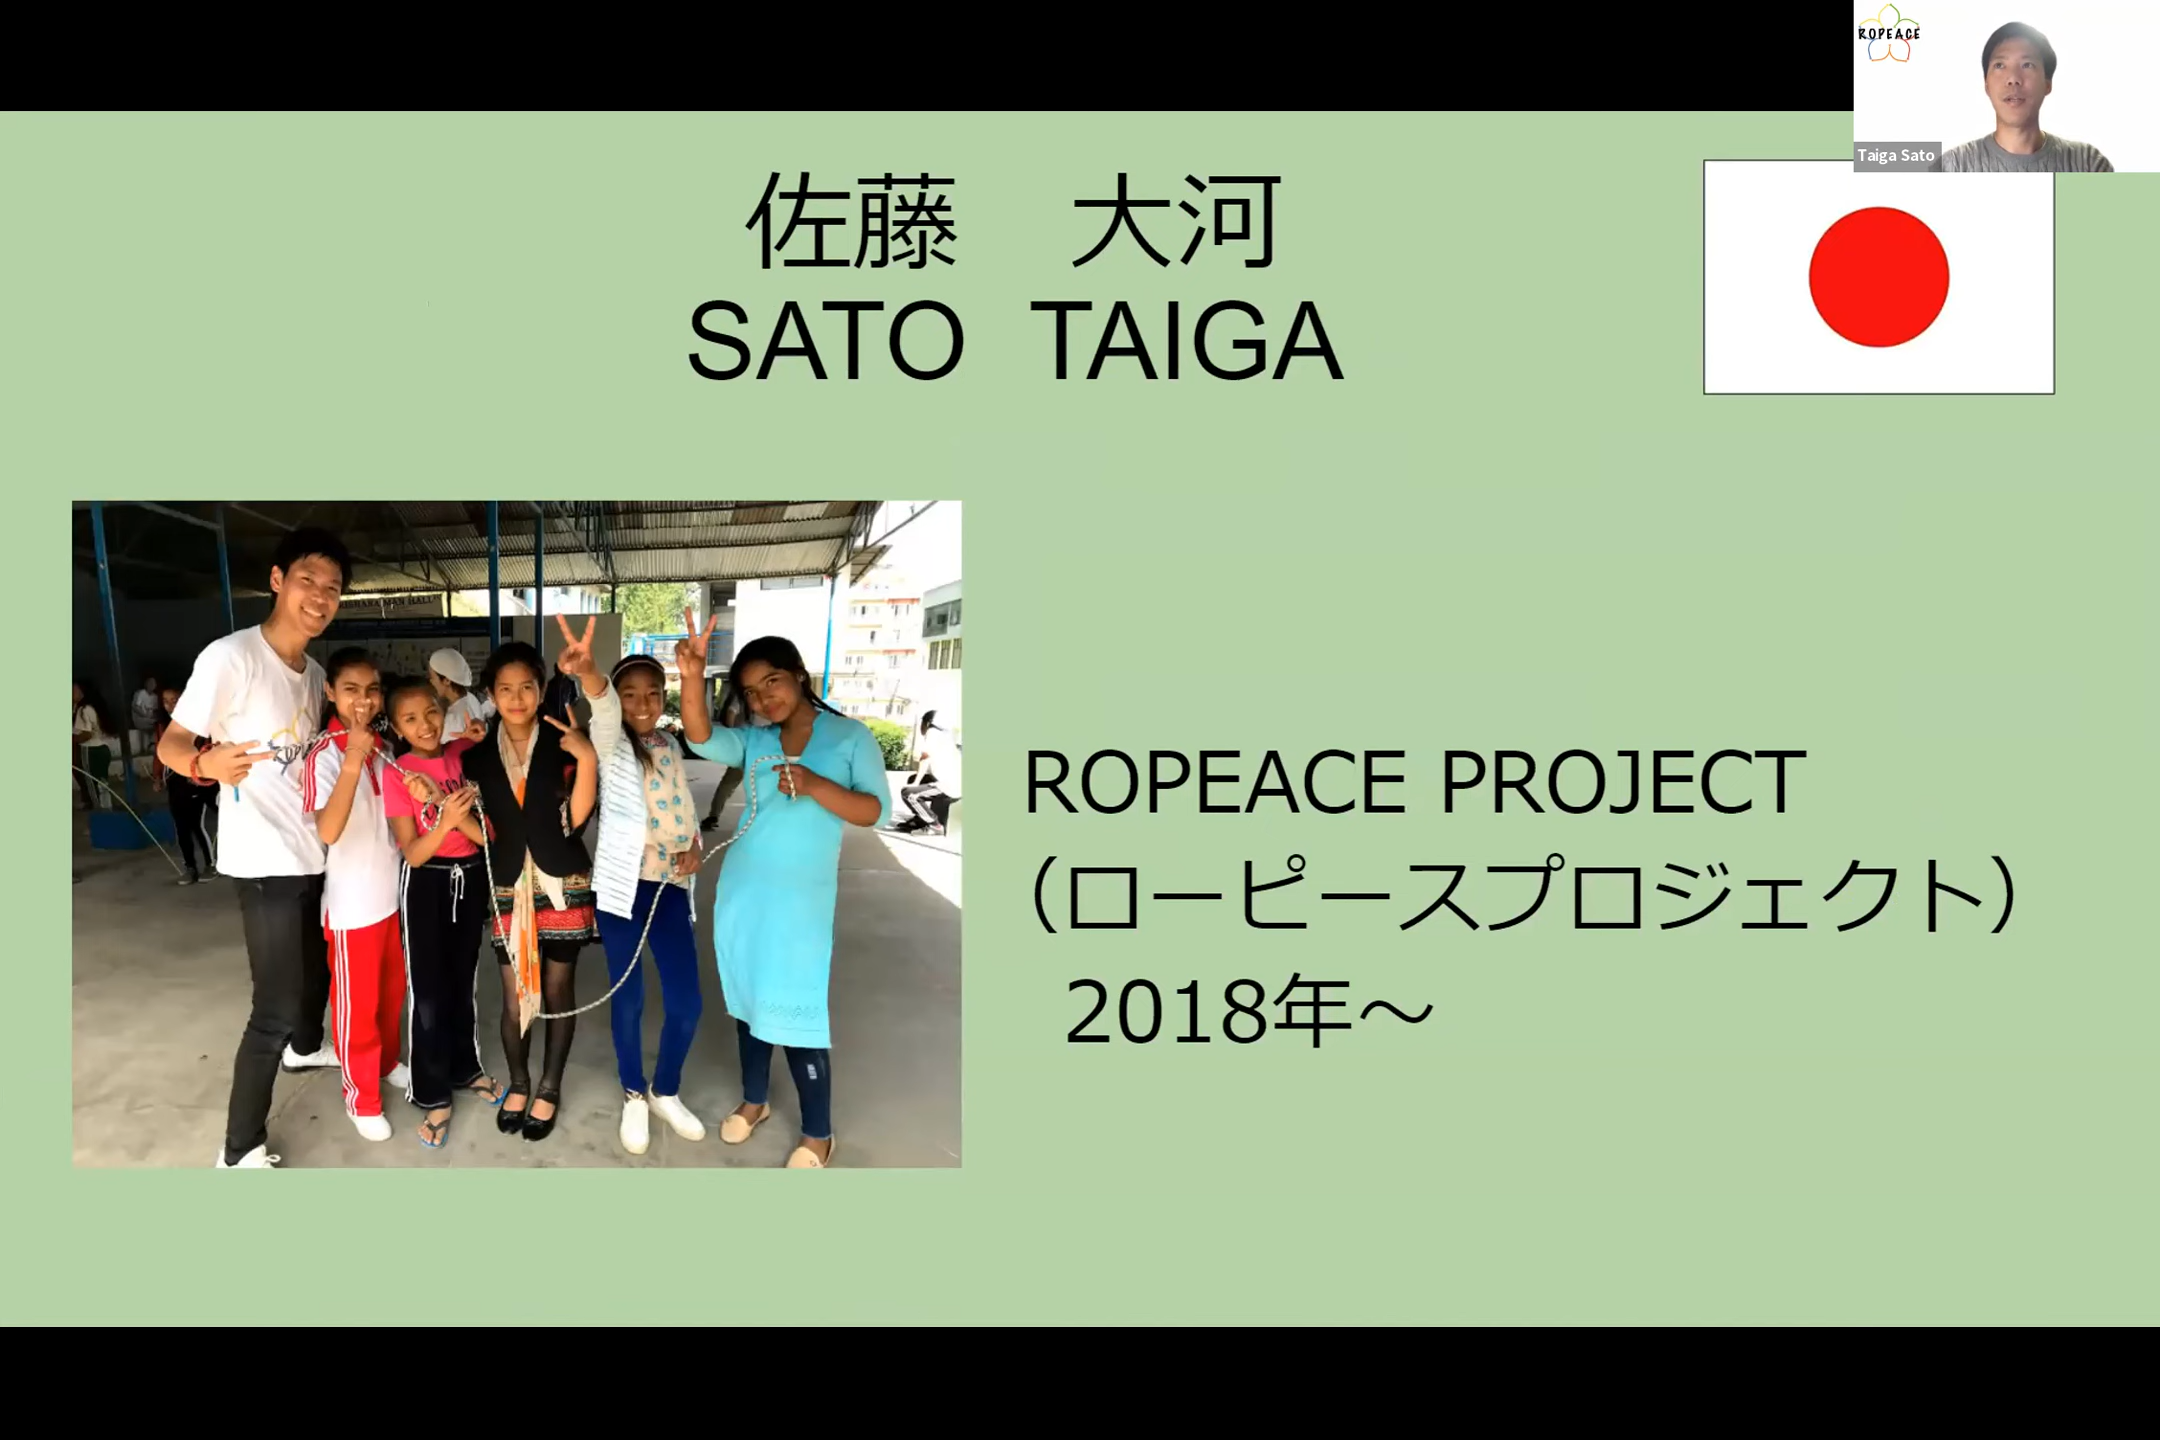 ROPEACE
Taiga Sato
佐藤　大河
SATO TAIGA
ROPEACE PROJECT
（ローピースプロジェクト）
2018年～